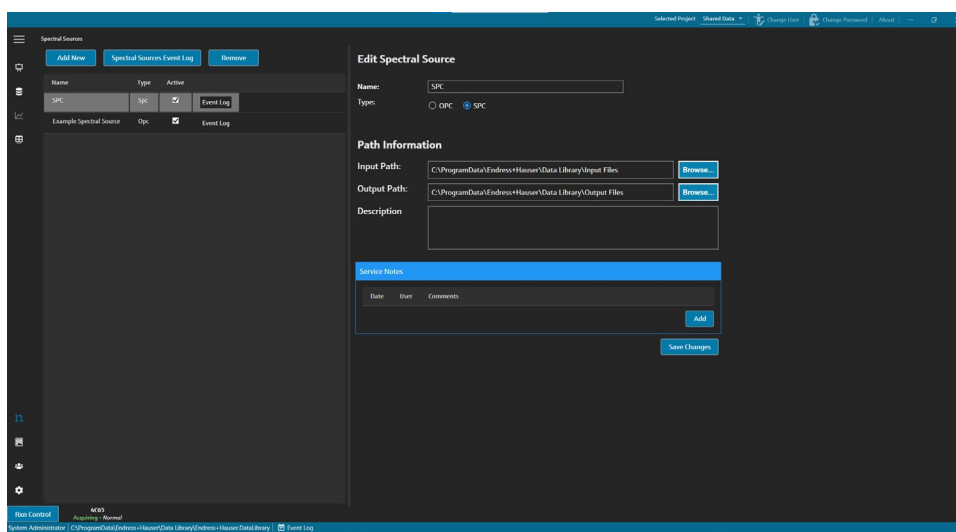 Selected Project Shared Data Change User | Change Password | About |
Spectral Sources
Add New Spectral Sources Event Log Remove
Name Type Active
SPC Spc Event Log
Example Spectral Source Opc Event Log
Edit Spectral Source
Name: SPC
Type: OPC SPC
Path Information
Input Path: C:\ProgramData\Endress+Hauser\Data Library\Input Files Browse...
Output Path: C:\ProgramData\Endress+Hauser\Data Library\Output Files Browse...
Description
Service Notes
Date User Comments
Add
Save Changes
Rxn Control 4C65
Acquiring - Normal
System Administrator | C:\ProgramData\Endress+Hauser\Data Library\Endress+Hauser.DataLibrary | Event Log